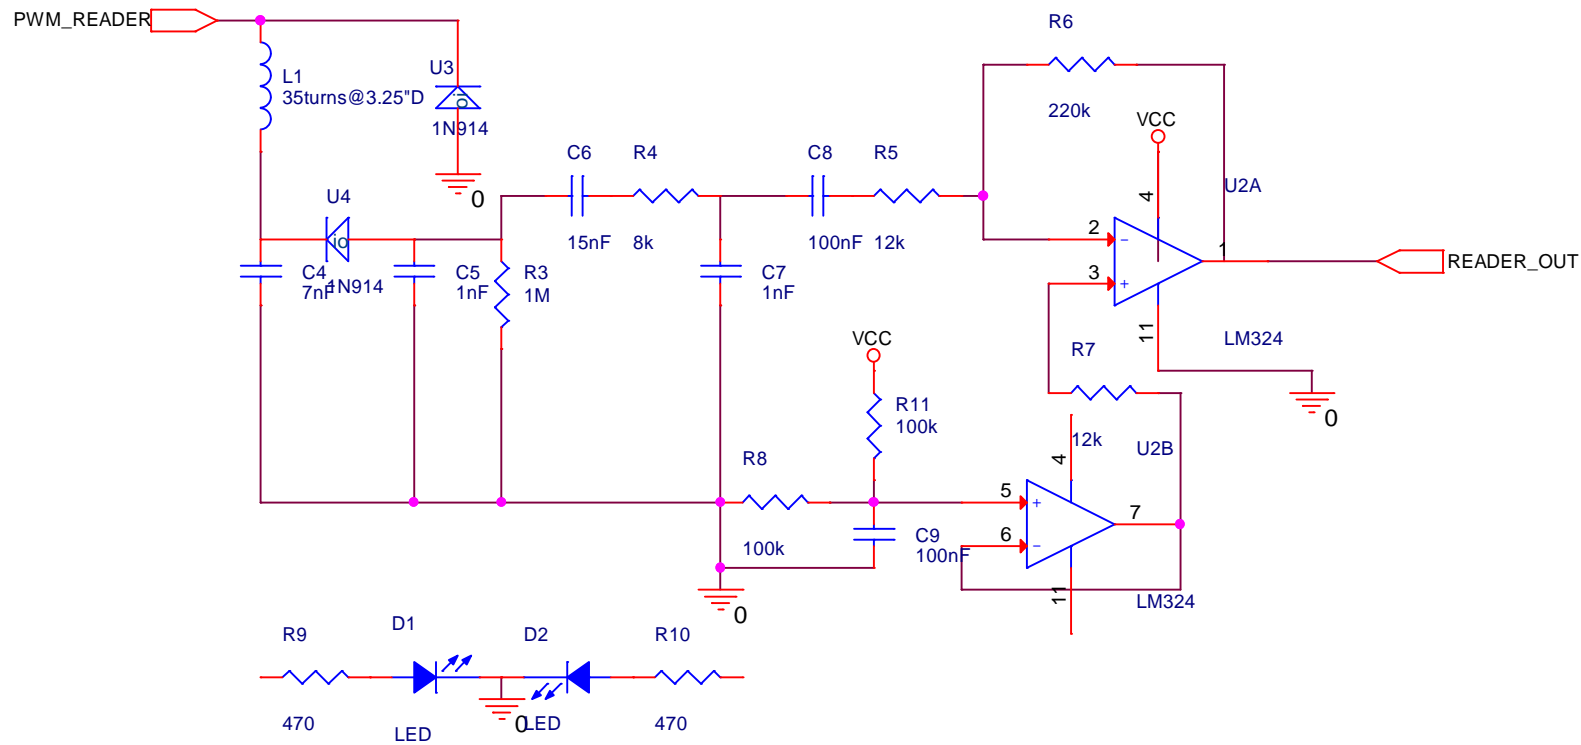 PWM_READER
R6
L1
35turns@3.25"D
U3
1N914
220k
VCC
0
C6
R4
C8
R5
U4
U2A
4
2
3
1
15nF
8k
100nF
12k
C4
7nF
1N914
C5
1nF
R3
1M
C7
1nF
READER_OUT
11
LM324
VCC
R7
0
R11
100k
12k
U2B
4
R8
5
6
7
100k
C9
100nF
11
LM324
0
R9
D1
D2
R10
470
LED
0
LED
470